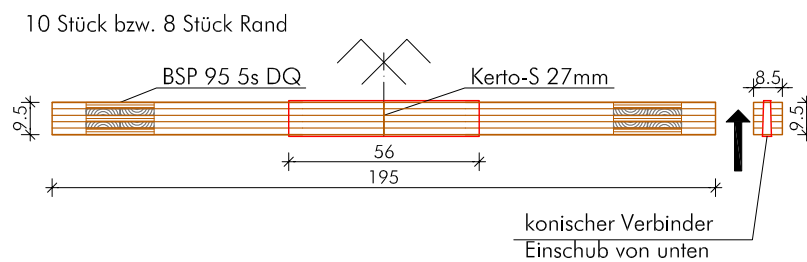 10 Stück bzw. 8 Stück Rand
BSP 95 5s DQ
Kerto-S 27mm
8.5
9.5
9.5
56
195
konischer Verbinder
Einschub von unten